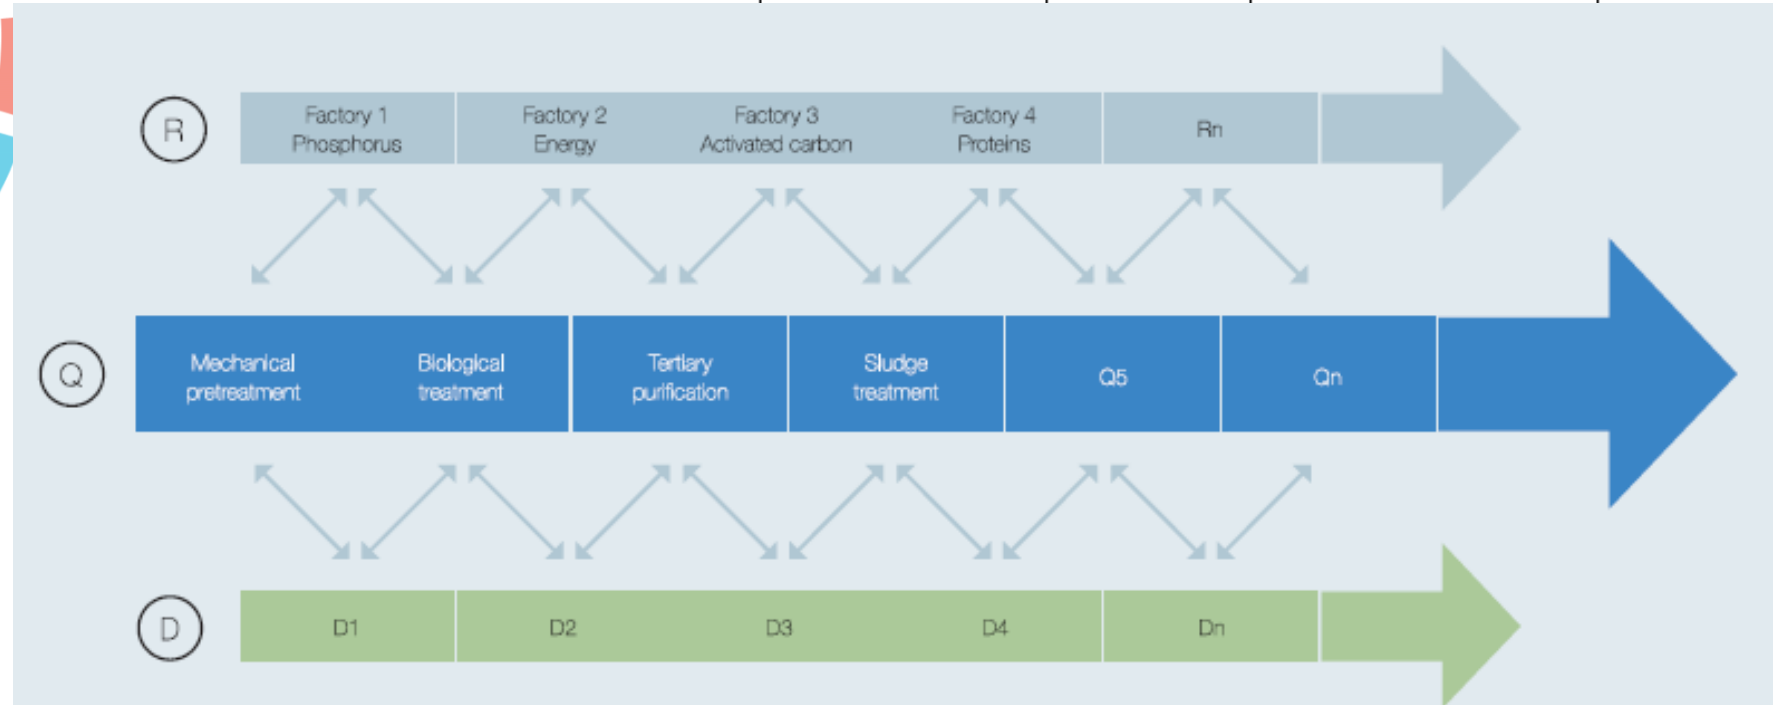 R
Factory 1
Phosphorus
Factory 2
Energy
Factory 3
Activated carbon
Factory 4
Proteins
Rn
Q
Mechanical
pretreatment
Biological
treatment
Tertiary
purification
Sludge
treatment
Q5
Qn
D
D1
D2
D3
D4
Dn